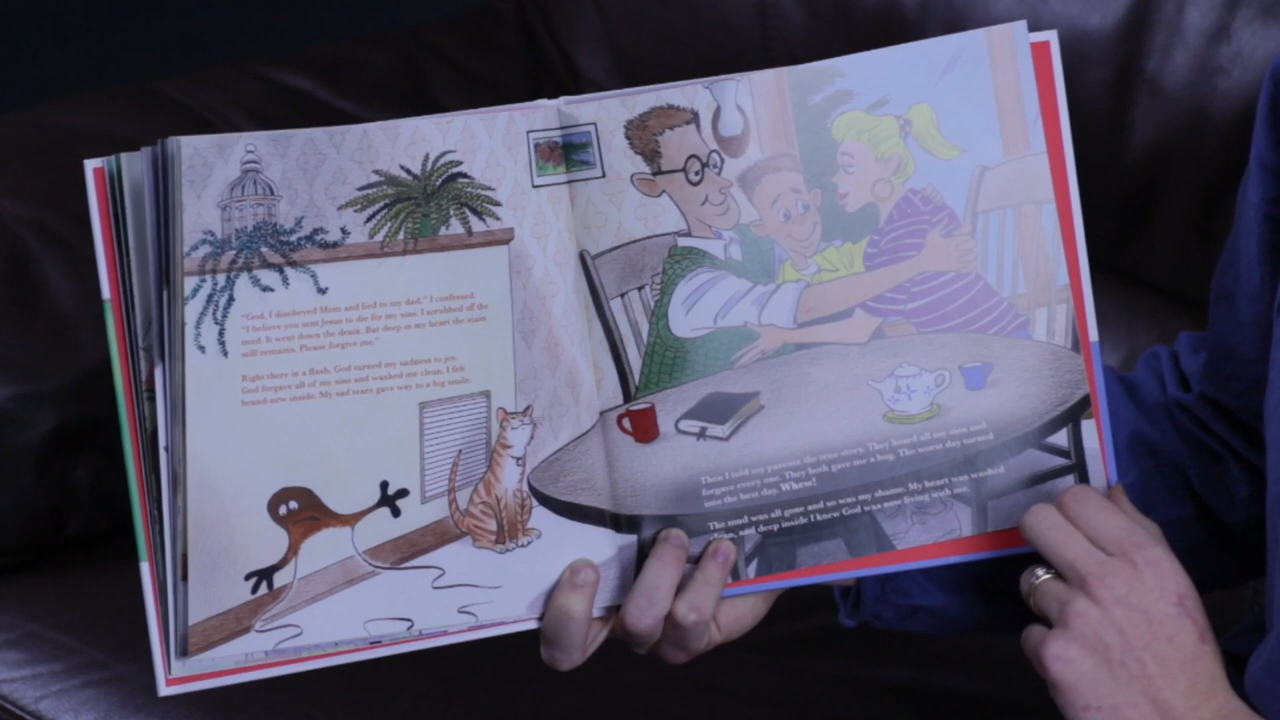 "God, I disobeyed Mom and lied to my dad," I confessed.
"I believe you sent Jesus to die for my sins. I scrubbed off the
mud. It went down the drain. But deep in my heart the stain
still remains. Please forgive me."
Right there in a flash, God turned my sadness to joy.
God forgave all of my sins and washed me clean. I felt
brand-new inside. My sad tears gave way to a big smile.
Then I told my parents the true story. They heard all my sins and
forgave every one. They both gave me a hug. The worst day turned
into the best day. Whew!
The mud was all gone and so was my shame. My heart was washed
clean, and deep inside I knew God was now living with me.